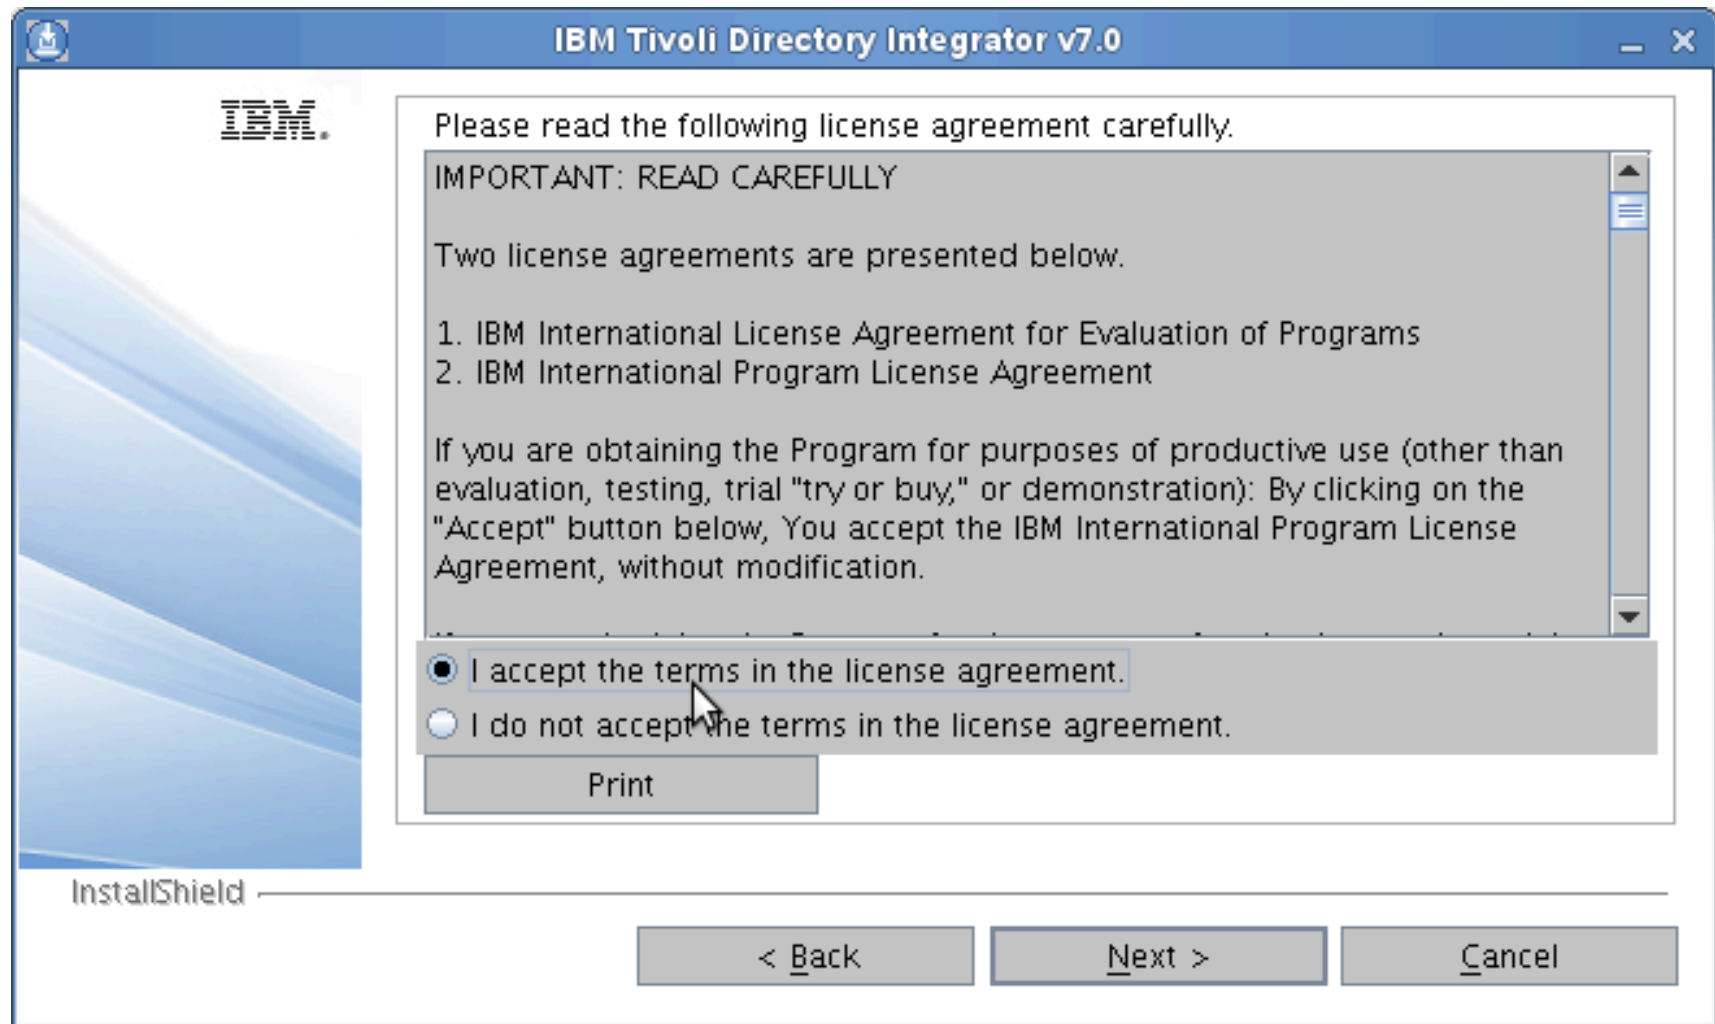 IBM Tivoli Directory Integrator v7.0
IBM.
Please read the following license agreement carefully.
IMPORTANT: READ CAREFULLY
Two license agreements are presented below.
1. IBM International License Agreement for Evaluation of Programs
2. IBM International Program License Agreement
If you are obtaining the Program for purposes of productive use (other than
evaluation, testing, trial "try or buy," or demonstration): By clicking on the
"Accept" button below, You accept the IBM International Program License
Agreement, without modification.
I accept the terms in the license agreement.
I do not accept the terms in the license agreement.
Print
InstallShield
< Back
Next >
Cancel